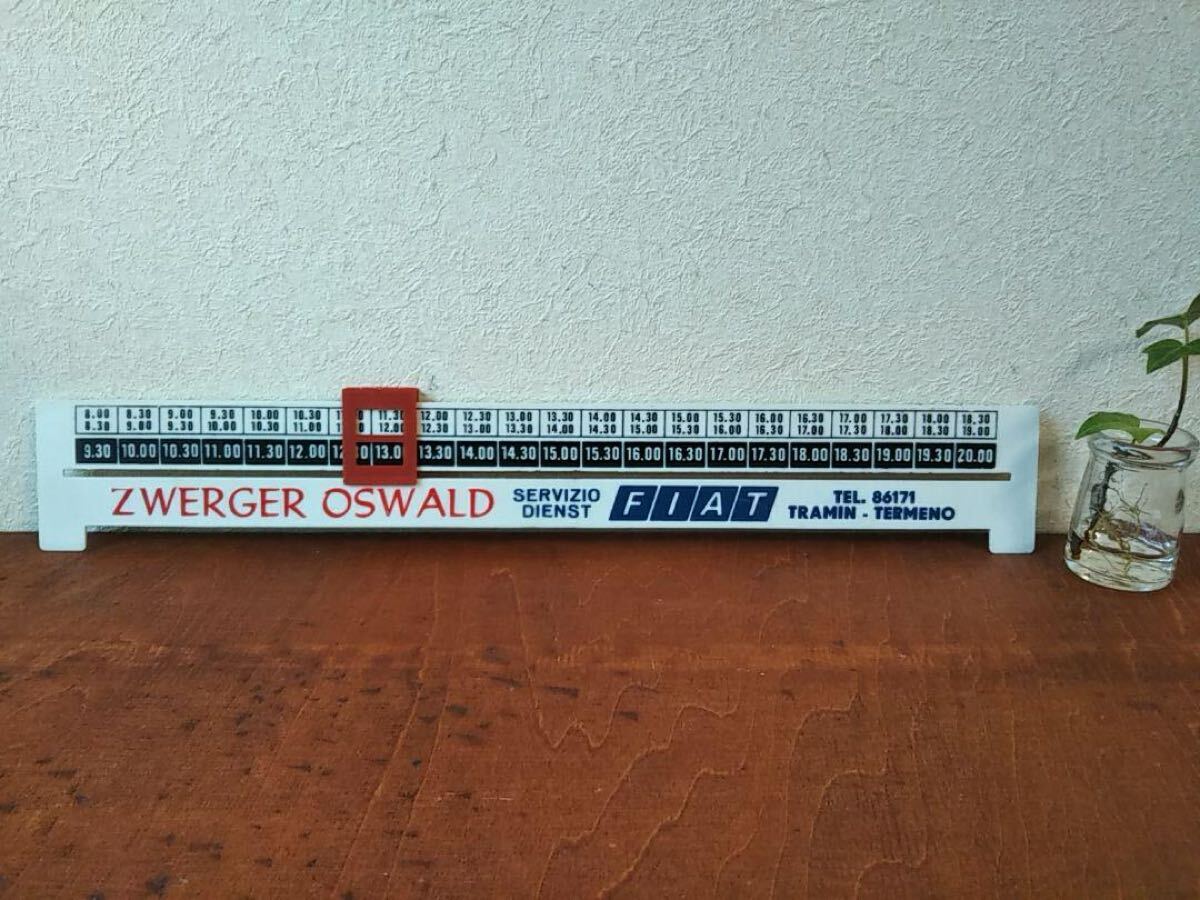 8.00 8.30 9.00 9.30 10.00 10.30 11.30 12.00 12.30 13.00 13.30 14.00 14.30 15.00 15.30 16.00 16.30 17.00 17.30 18.00 18.30
8.30 9.00 9.30 10.00 10.30 11.00 12.00 12.30 13.00 13.30 14.00 14.30 15.00 15.30 16.00 16.30 17.00 17.30 18.00 18.30 19.00
9.30 10.00 10.30 11.00 11.30 12.00 13.00 13.30 14.00 14.30 15.00 15.30 16.00 16.30 17.00 17.30 18.00 18.30 19.00 19.30 20.00
ZWERGER OSWALD
SERVIZIO
DIENST
FIAT
TEL. 86171
TRAMIN - TERMENO